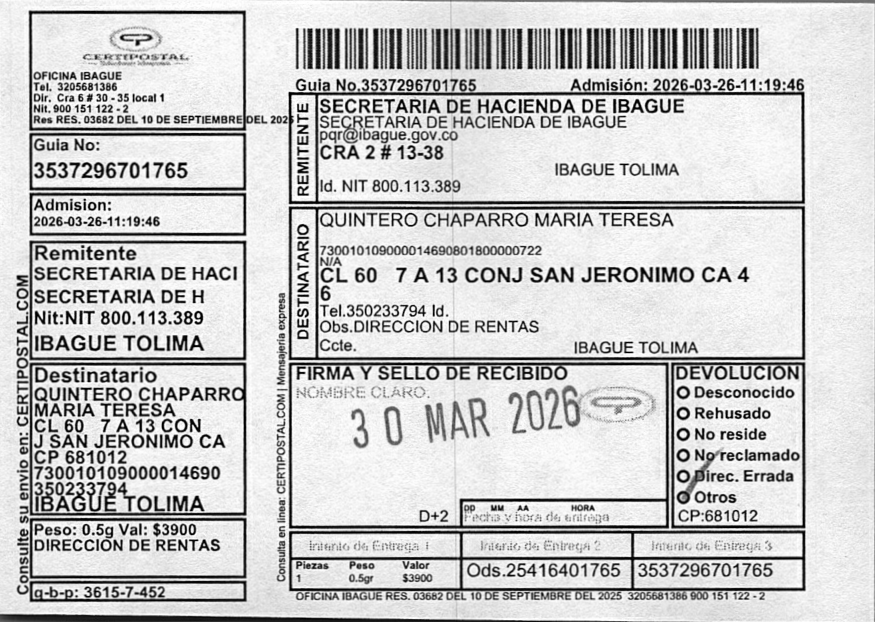 CERTIPOSTAL
OFICINA IBAGUE
Tel. 3205681386
Dir. Cra 6 # 30 - 35 local 1
Nit. 900 151 122 - 2
Res RES. 03682 DEL 10 DE SEPTIEMBRE DEL 2025
Guia No:
3537296701765
Admision:
2026-03-26-11:19:46
Remitente
SECRETARIA DE HACI
SECRETARIA DE H
Nit:NIT 800.113.389
IBAGUE TOLIMA
Destinatario
QUINTERO CHAPARRO
MARIA TERESA
CL 60 7 A 13 CON
J SAN JERONIMO CA
CP 681012
730010109000014690
350233794
IBAGUE TOLIMA
Peso: 0.5g Val: $3900
DIRECCION DE RENTAS
q-b-p: 3615-7-452
Consulte su envio en: CERTIPOSTAL.COM
Guia No.3537296701765 Admisión: 2026-03-26-11:19:46
REMITENTE
SECRETARIA DE HACIENDA DE IBAGUE
SECRETARIA DE HACIENDA DE IBAGUE
pqr@ibague.gov.co
CRA 2 # 13-38
IBAGUE TOLIMA
Id. NIT 800.113.389
DESTINATARIO
QUINTERO CHAPARRO MARIA TERESA
730010109000014690801800000722
N/A
CL 60 7 A 13 CONJ SAN JERONIMO CA 4
6
Tel.350233794 Id.
Obs.DIRECCION DE RENTAS
Ccte. IBAGUE TOLIMA
Consulta en linea: CERTIPOSTAL.COM | Mensajería expresa
FIRMA Y SELLO DE RECIBIDO
NOMBRE CLARO.
30 MAR 2026
D+2
DD MM AA HORA
Fecha y hora de entrega
DEVOLUCION
Desconocido
Rehusado
No reside
No reclamado
Direc. Errada
Otros
CP:681012
Intento de Entrega 1 Intento de Entrega 2 Intento de Entrega 3
Piezas Peso Valor
1 0.5gr $3900
Ods.25416401765 3537296701765
OFICINA IBAGUE RES. 03682 DEL 10 DE SEPTIEMBRE DEL 2025 3205681386 900 151 122 - 2